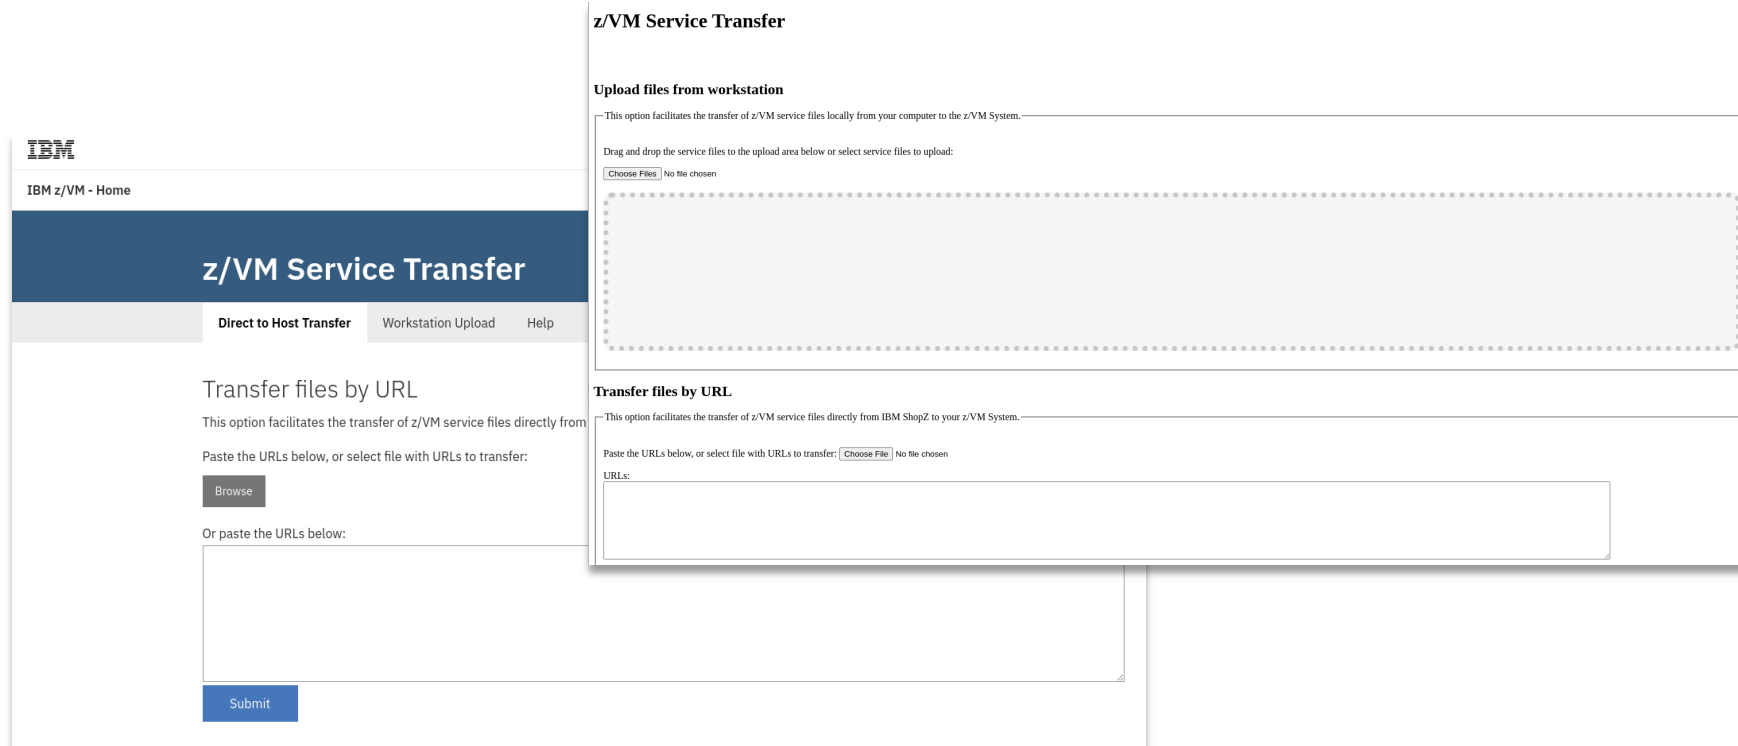 z/VM Service Transfer
Upload files from workstation
This option facilitates the transfer of z/VM service files locally from your computer to the z/VM System.
Drag and drop the service files to the upload area below or select service files to upload:
Choose Files No file chosen
Transfer files by URL
This option facilitates the transfer of z/VM service files directly from IBM ShopZ to your z/VM System.
Paste the URLs below, or select file with URLs to transfer: Choose File No file chosen
URLs:
IBM
IBM z/VM - Home
z/VM Service Transfer
Direct to Host Transfer Workstation Upload Help
Transfer files by URL
This option facilitates the transfer of z/VM service files directly from
Paste the URLs below, or select file with URLs to transfer:
Browse
Or paste the URLs below:
Submit